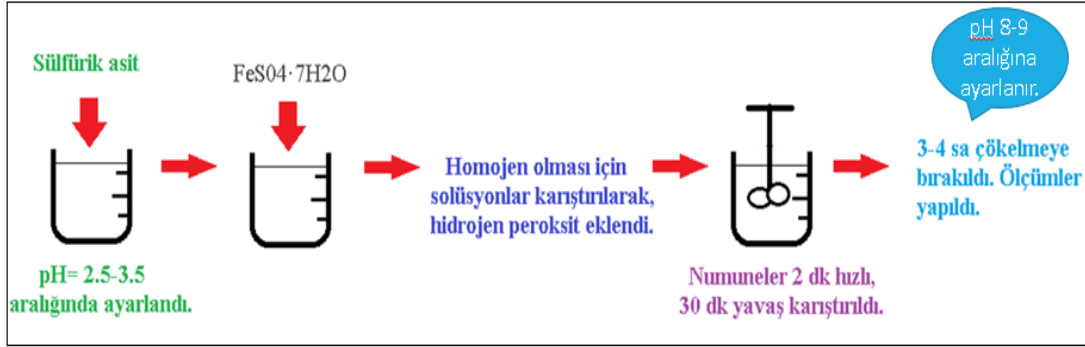 Sülfürik asit
pH= 2.5-3.5
aralığında ayarlandı.
FeS04·7H2O
Homojen olması için
solüsyonlar karıştırılarak,
hidrojen peroksit eklendi.
Numuneler 2 dk hızlı,
30 dk yavaş karıştırıldı.
pH 8-9
aralığına
ayarlanır.
3-4 sa çökelmeye
bırakıldı. Ölçümler
yapıldı.